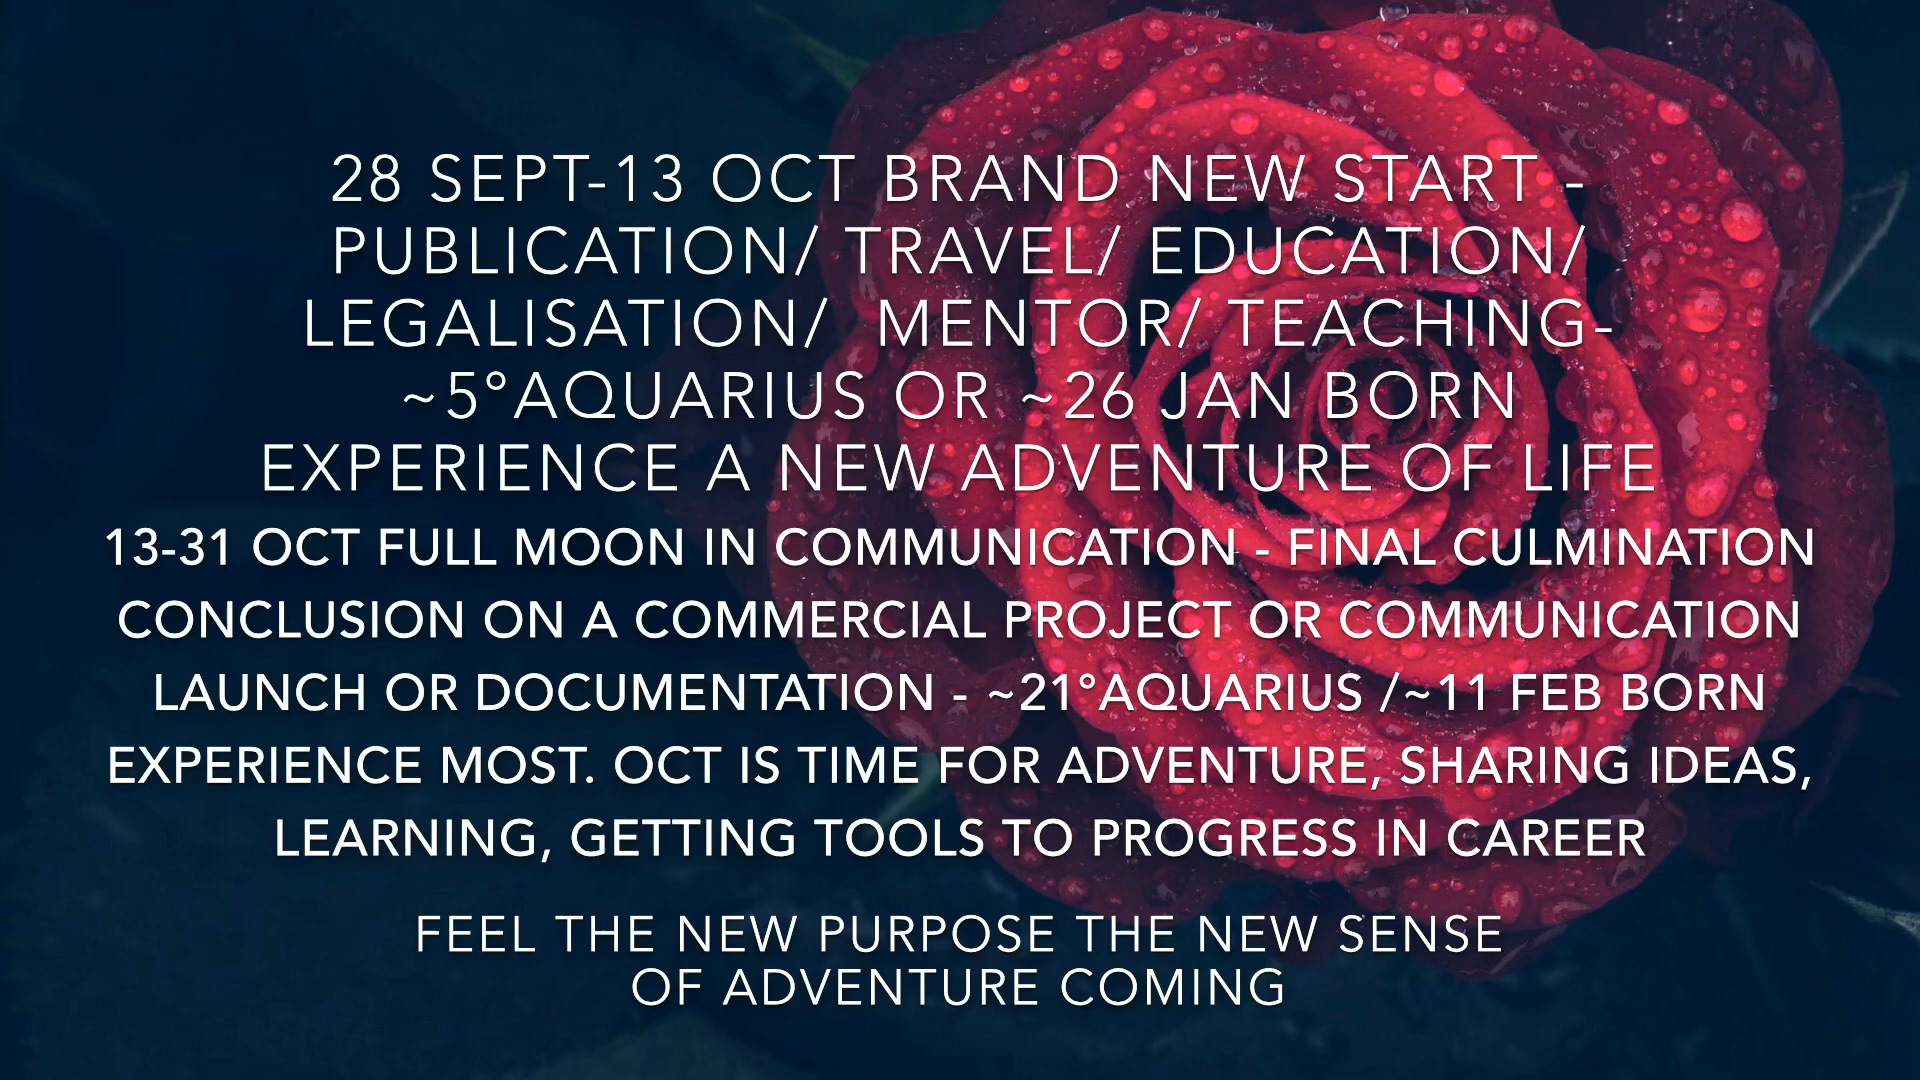 28 SEPT-13 OCT BRAND NEW START -
PUBLICATION/ TRAVEL/ EDUCATION/
LEGALISATION/  MENTOR/ TEACHING-
~5°AQUARIUS OR ~26 JAN BORN
EXPERIENCE A NEW ADVENTURE OF LIFE
13-31 OCT FULL MOON IN COMMUNICATION - FINAL CULMINATION
CONCLUSION ON A COMMERCIAL PROJECT OR COMMUNICATION
LAUNCH OR DOCUMENTATION - ~21°AQUARIUS /~11 FEB BORN
EXPERIENCE MOST. OCT IS TIME FOR ADVENTURE, SHARING IDEAS,
LEARNING, GETTING TOOLS TO PROGRESS IN CAREER
FEEL THE NEW PURPOSE THE NEW SENSE
OF ADVENTURE COMING